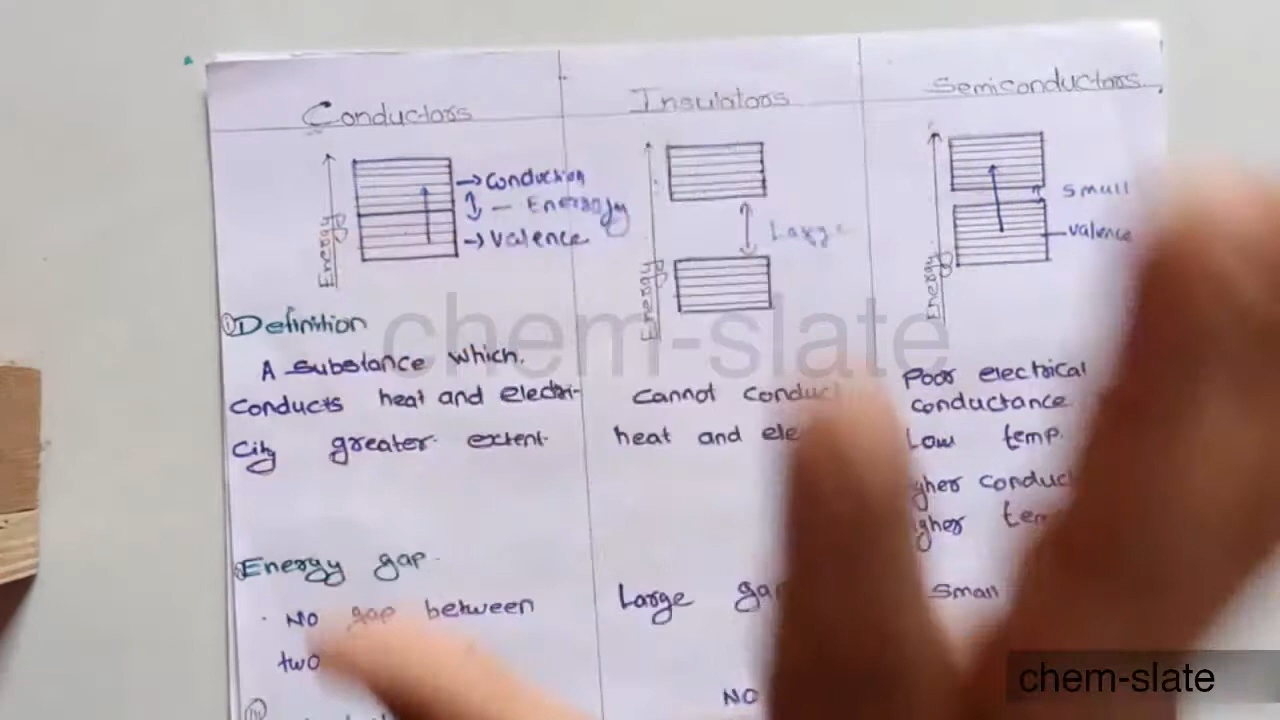 Conductors
Insulators
Semiconductors
Energy
→ Conduction
↕ – Energy
→ Valence
Energy
Large
Energy
small
valence
(i) Definition
A substance which
conducts heat and electri-
city greater extent
cannot
heat and
Poor electrical
conductance
Low temp.
Energy gap
. No gap between
two
Large
small
NO
chem-slate
chem-slate